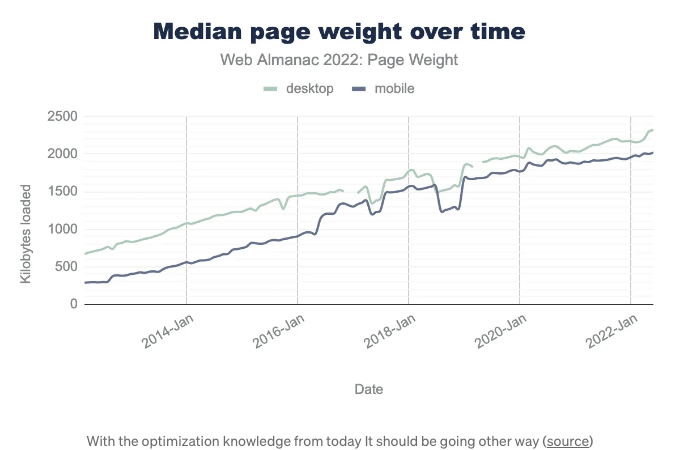 Median page weight over time
Web Almanac 2022: Page Weight
desktop mobile
Kilobytes loaded
2500
2000
1500
1000
500
0
2014-Jan 2016-Jan 2018-Jan 2020-Jan 2022-Jan
Date
With the optimization knowledge from today It should be going other way (source)